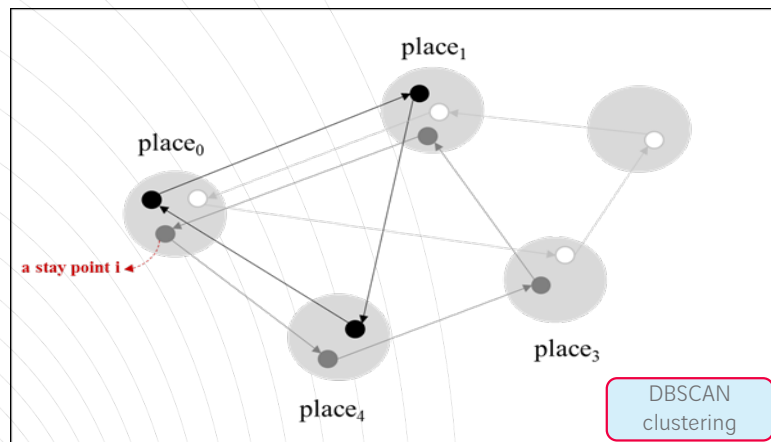 place₁
place₀
a stay point i
place₃
place₄
DBSCAN
clustering